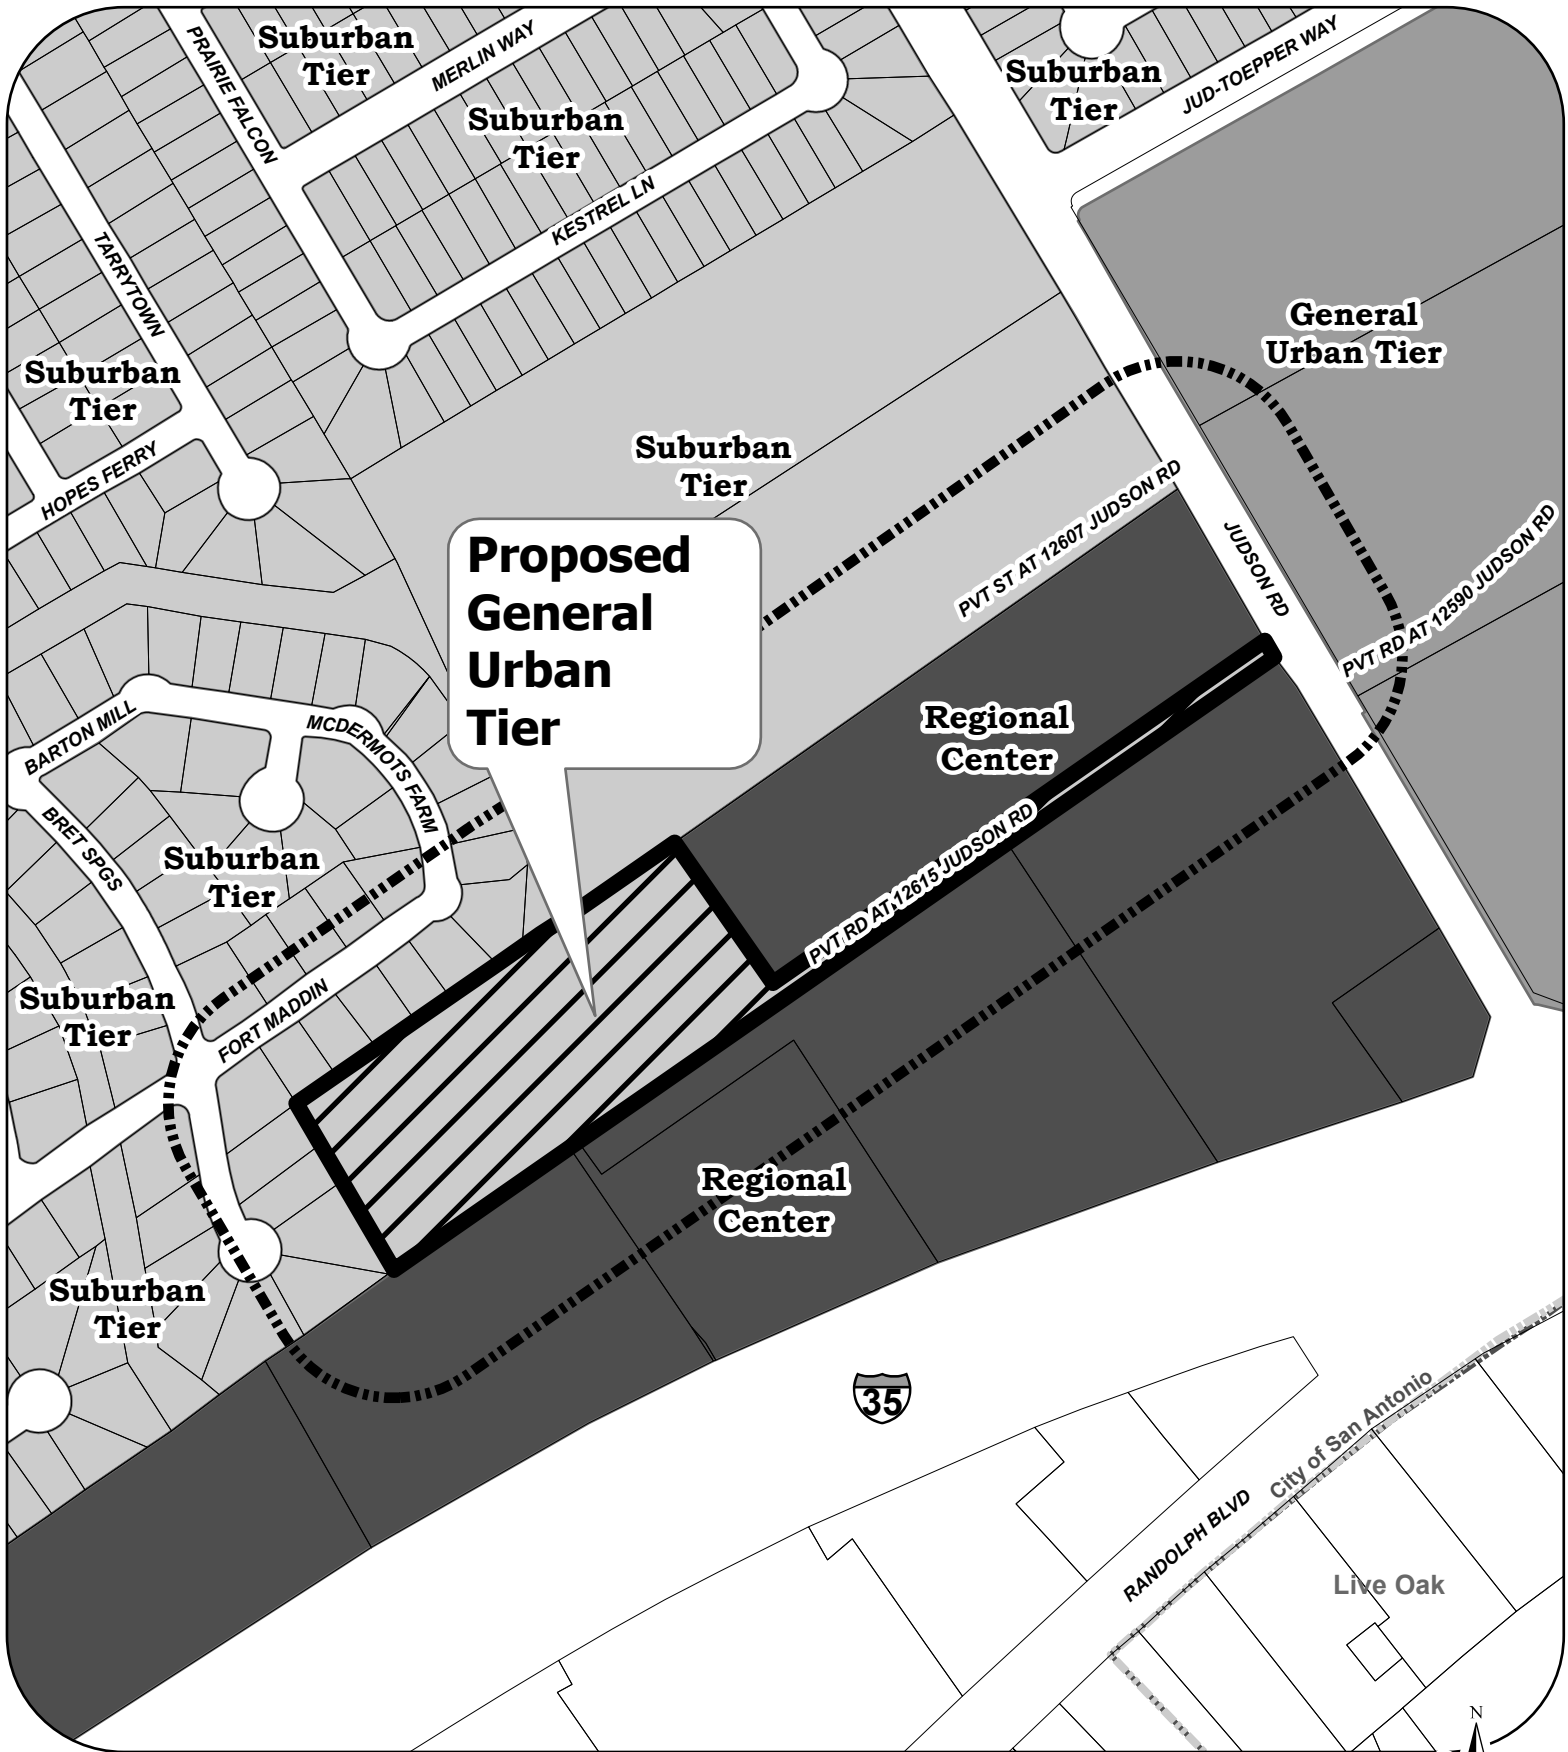 PRAIRIE FALCON
Suburban
Tier
MERLIN WAY
Suburban
Tier
JUD-TOEPPER WAY
Suburban
Tier
KESTREL LN
TARRYTOWN
General
Urban Tier
Suburban
Tier
HOPES FERRY
Suburban
Tier
PVT ST AT 12607 JUDSON RD
JUDSON RD
PVT RD AT 12590 JUDSON RD
Proposed
General
Urban
Tier
BARTON MILL
MCDERMOTS FARM
Regional
Center
BRET SPGS
Suburban
Tier
PVT RD AT 12615 JUDSON RD
Suburban
Tier
FORT MADDIN
Regional
Center
Suburban
Tier
35
City of San Antonio
RANDOLPH BLVD
Live Oak
N